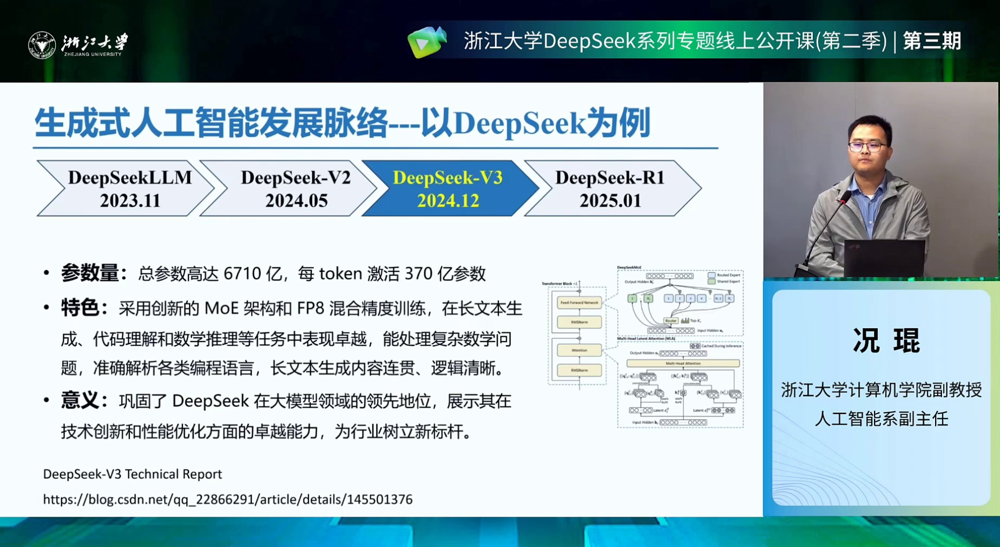 浙江大学
ZHEJIANG UNIVERSITY
浙江大学DeepSeek系列专题线上公开课(第二季) | 第三期
生成式人工智能发展脉络---以DeepSeek为例
DeepSeekLLM
2023.11
DeepSeek-V2
2024.05
DeepSeek-V3
2024.12
DeepSeek-R1
2025.01
• 参数量：总参数高达 6710 亿，每 token 激活 370 亿参数
• 特色：采用创新的 MoE 架构和 FP8 混合精度训练，在长文本生
成、代码理解和数学推理等任务中表现卓越，能处理复杂数学问
题，准确解析各类编程语言，长文本生成内容连贯、逻辑清晰。
• 意义：巩固了 DeepSeek 在大模型领域的领先地位，展示其在
技术创新和性能优化方面的卓越能力，为行业树立新标杆。
DeepSeek-V3 Technical Report
https://blog.csdn.net/qq_22866291/article/details/145501376
Transformer Block ×L
Feed-Forward Network
RMSNorm
Attention
RMSNorm
DeepSeekMoE
Routed Expert
Shared Expert
Output Hidden
1
1 2 3 4
Router
Top-
Input Hidden
Multi-Head Latent Attention (MLA)
Cached During Inference
Output Hidden
Multi-Head Attention
concatenate
concatenate
apply
RoPE
apply
RoPE
Latent
Latent
Input Hidden
况 琨
浙江大学计算机学院副教授
人工智能系副主任